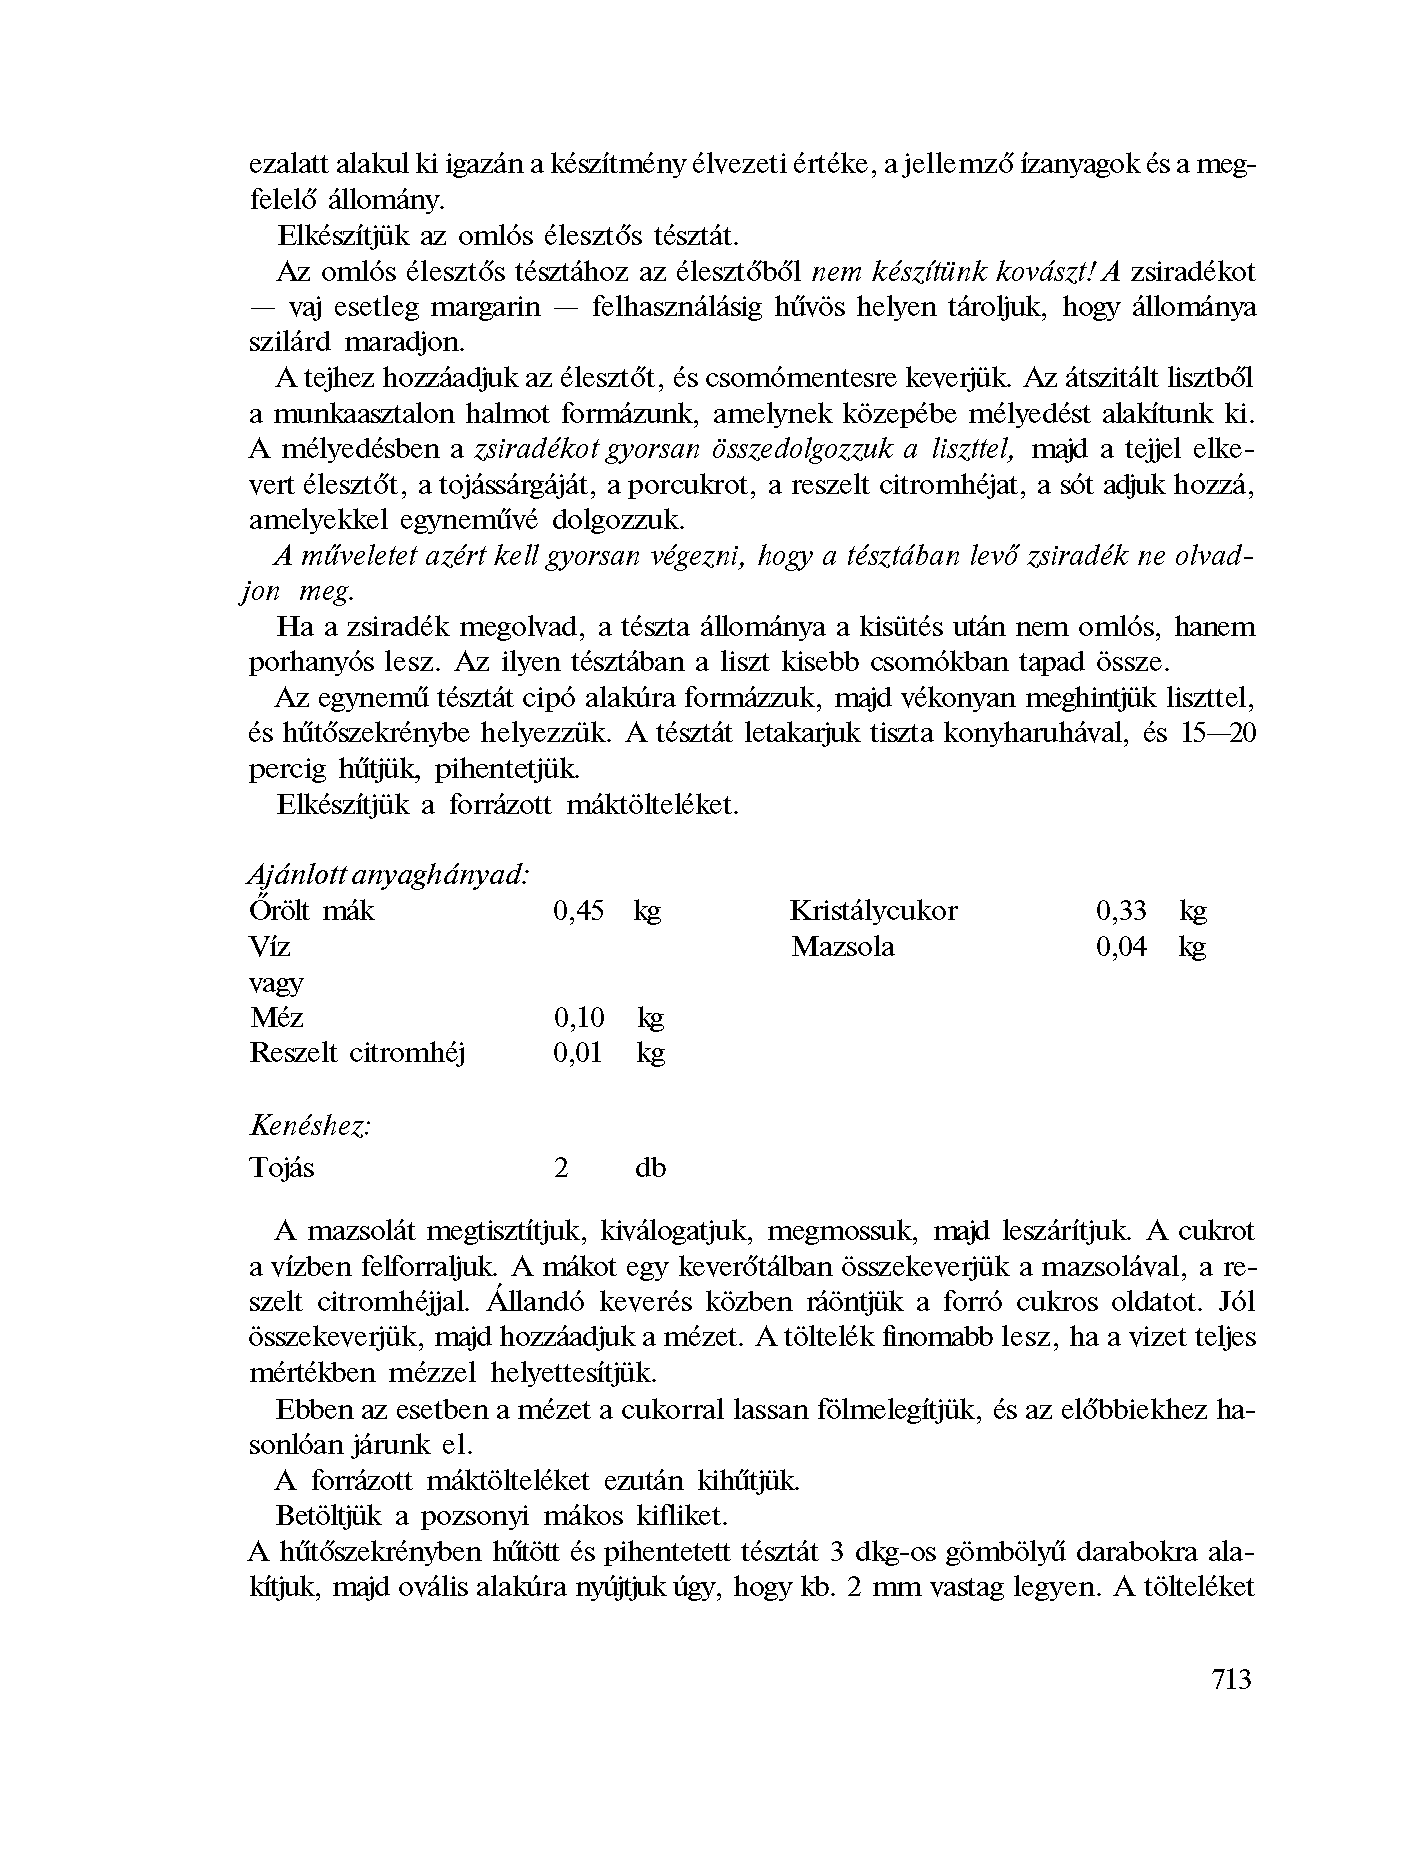 ezalatt alakul ki igazán a készítmény élvezeti értéke, a jellemző ízanyagok és a meg-
felelő állomány.
Elkészítjük az omlós élesztős tésztát.
Az omlós élesztős tésztához az élesztőből nem készítünk kovászt! A zsiradékot
— vaj esetleg margarin — felhasználásig hűvös helyen tároljuk, hogy állománya
szilárd maradjon.
A tejhez hozzáadjuk az élesztőt, és csomómentesre keverjük. Az átszitált lisztből
a munkaasztalon halmot formázunk, amelynek közepébe mélyedést alakítunk ki.
A mélyedésben a zsiradékot gyorsan összedolgozzuk a liszttel, majd a tejjel elke-
vert élesztőt, a tojássárgáját, a porcukrot, a reszelt citromhéjat, a sót adjuk hozzá,
amelyekkel egyneművé dolgozzuk.
A műveletet azért kell gyorsan végezni, hogy a tésztában levő zsiradék ne olvad-
jon meg.
Ha a zsiradék megolvad, a tészta állománya a kisütés után nem omlós, hanem
porhanyós lesz. Az ilyen tésztában a liszt kisebb csomókban tapad össze.
Az egynemű tésztát cipó alakúra formázzuk, majd vékonyan meghintjük liszttel,
és hűtőszekrénybe helyezzük. A tésztát letakarjuk tiszta konyharuhával, és 15—20
percig hűtjük, pihentetjük.
Elkészítjük a forrázott máktölteléket.
Ajánlott anyaghányad:
Őrölt mák 0,45 kg Kristálycukor 0,33 kg
Víz Mazsola 0,04 kg
vagy
Méz 0,10 kg
Reszelt citromhéj 0,01 kg
Kenéshez:
Tojás 2 db
A mazsolát megtisztítjuk, kiválogatjuk, megmossuk, majd leszárítjuk. A cukrot
a vízben felforraljuk. A mákot egy keverőtálban összekeverjük a mazsolával, a re-
szelt citromhéjjal. Állandó keverés közben ráöntjük a forró cukros oldatot. Jól
összekeverjük, majd hozzáadjuk a mézet. A töltelék finomabb lesz, ha a vizet teljes
mértékben mézzel helyettesítjük.
Ebben az esetben a mézet a cukorral lassan fölmelegítjük, és az előbbiekhez ha-
sonlóan járunk el.
A forrázott máktölteléket ezután kihűtjük.
Betöltjük a pozsonyi mákos kifliket.
A hűtőszekrényben hűtött és pihentetett tésztát 3 dkg-os gömbölyű darabokra ala-
kítjuk, majd ovális alakúra nyújtjuk úgy, hogy kb. 2 mm vastag legyen. A tölteléket
713